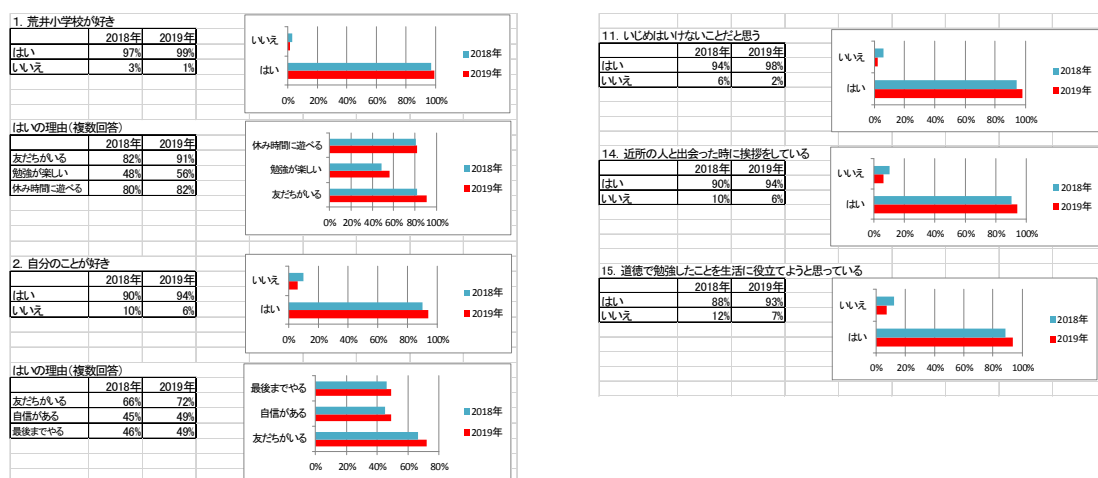 1. 荒井小学校が好き
2018年 2019年
はい 97% 99%
いいえ 3% 1%
いいえ
はい
0% 20% 40% 60% 80% 100%
2018年
2019年
はいの理由(複数回答)
2018年 2019年
友だちがいる 82% 91%
勉強が楽しい 48% 56%
休み時間に遊べる 80% 82%
休み時間に遊べる
勉強が楽しい
友だちがいる
0% 20% 40% 60% 80% 100%
2018年
2019年
2. 自分のことが好き
2018年 2019年
はい 90% 94%
いいえ 10% 6%
いいえ
はい
0% 20% 40% 60% 80% 100%
2018年
2019年
はいの理由(複数回答)
2018年 2019年
友だちがいる 66% 72%
自信がある 45% 49%
最後までやる 46% 49%
最後までやる
自信がある
友だちがいる
0% 20% 40% 60% 80%
2018年
2019年
11. いじめはいけないことだと思う
2018年 2019年
はい 94% 98%
いいえ 6% 2%
いいえ
はい
0% 20% 40% 60% 80% 100%
2018年
2019年
14. 近所の人と出会った時に挨拶をしている
2018年 2019年
はい 90% 94%
いいえ 10% 6%
いいえ
はい
0% 20% 40% 60% 80% 100%
2018年
2019年
15. 道徳で勉強したことを生活に役立てようと思っている
2018年 2019年
はい 88% 93%
いいえ 12% 7%
いいえ
はい
0% 20% 40% 60% 80% 100%
2018年
2019年